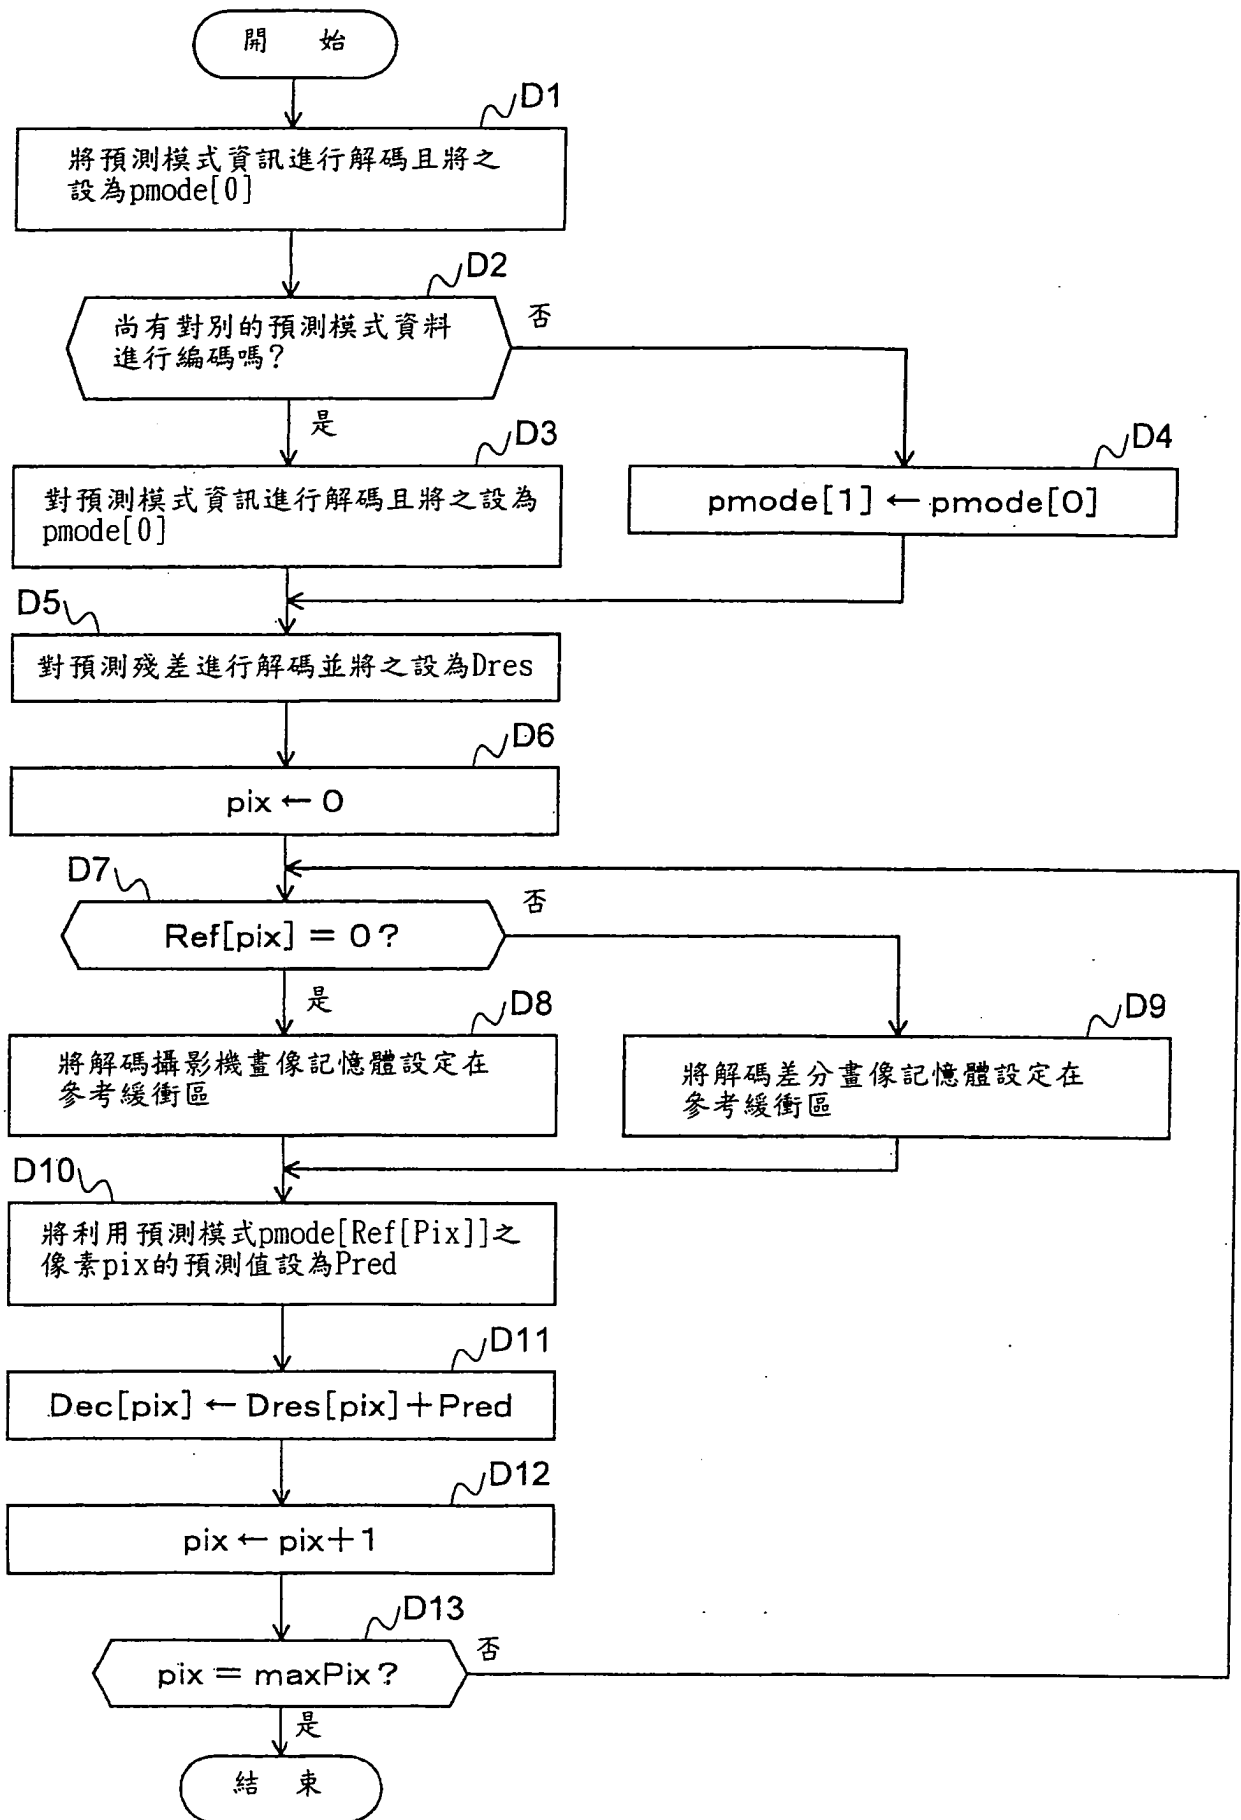 開 始
D1
將預測模式資訊進行解碼且將之
設為pmode[0]
D2
尚有對別的預測模式資料
進行編碼嗎?
否
是
D3
對預測模式資訊進行解碼且將之設為
pmode[0]
D4
pmode[1] ← pmode[0]
D5
對預測殘差進行解碼並將之設為Dres
D6
pix ← 0
D7
Ref[pix] = 0?
否
是
D8
將解碼攝影機畫像記憶體設定在
參考緩衝區
D9
將解碼差分畫像記憶體設定在
參考緩衝區
D10
將利用預測模式pmode[Ref[Pix]]之
像素pix的預測值設為Pred
D11
Dec[pix] ← Dres[pix]+Pred
D12
pix ← pix+1
D13
pix = maxPix?
否
是
結 束